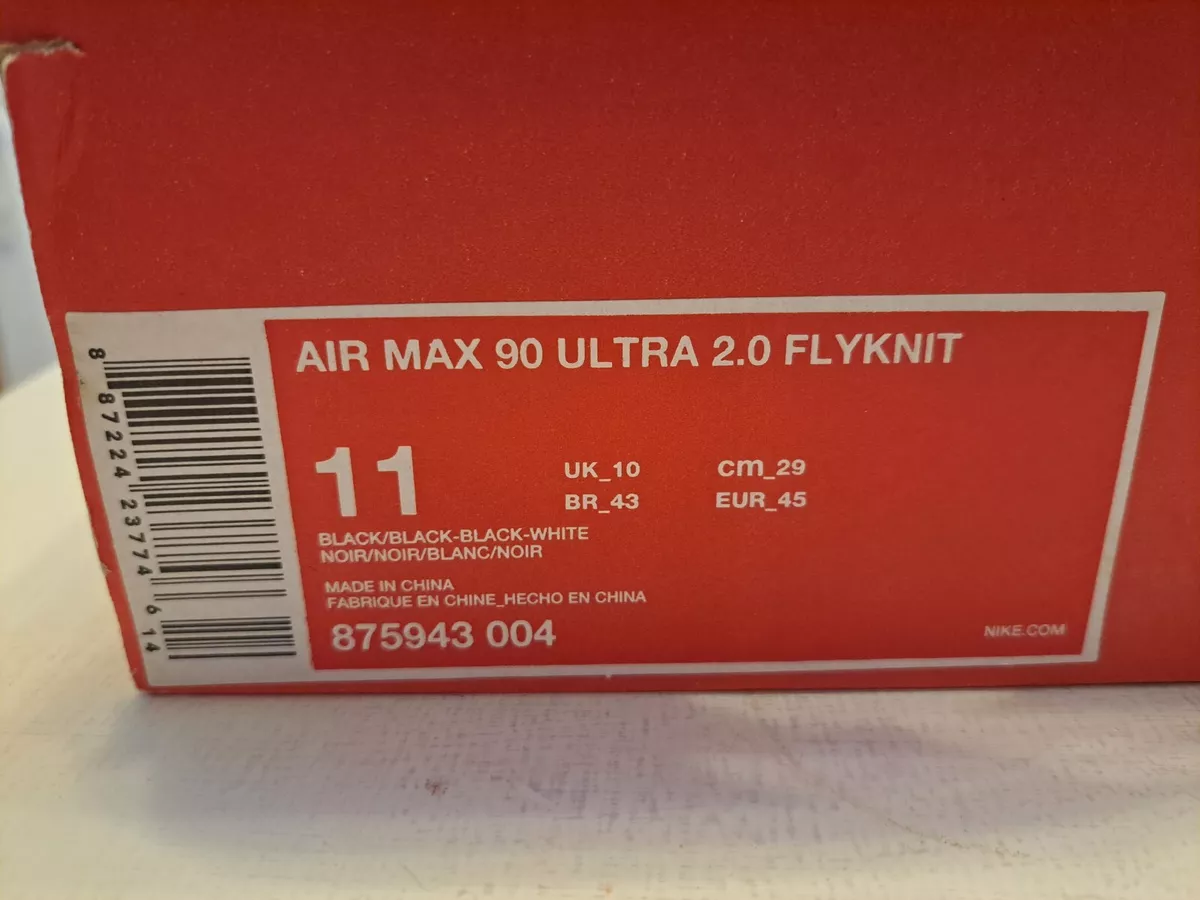 AIR MAX 90 ULTRA 2.0 FLYKNIT
11
UK_10 cm_29
BR_43 EUR_45
BLACK/BLACK-BLACK-WHITE
NOIR/NOIR/BLANC/NOIR
MADE IN CHINA
FABRIQUE EN CHINE_HECHO EN CHINA
875943 004
NIKE.COM
8 87224 23774 6 14